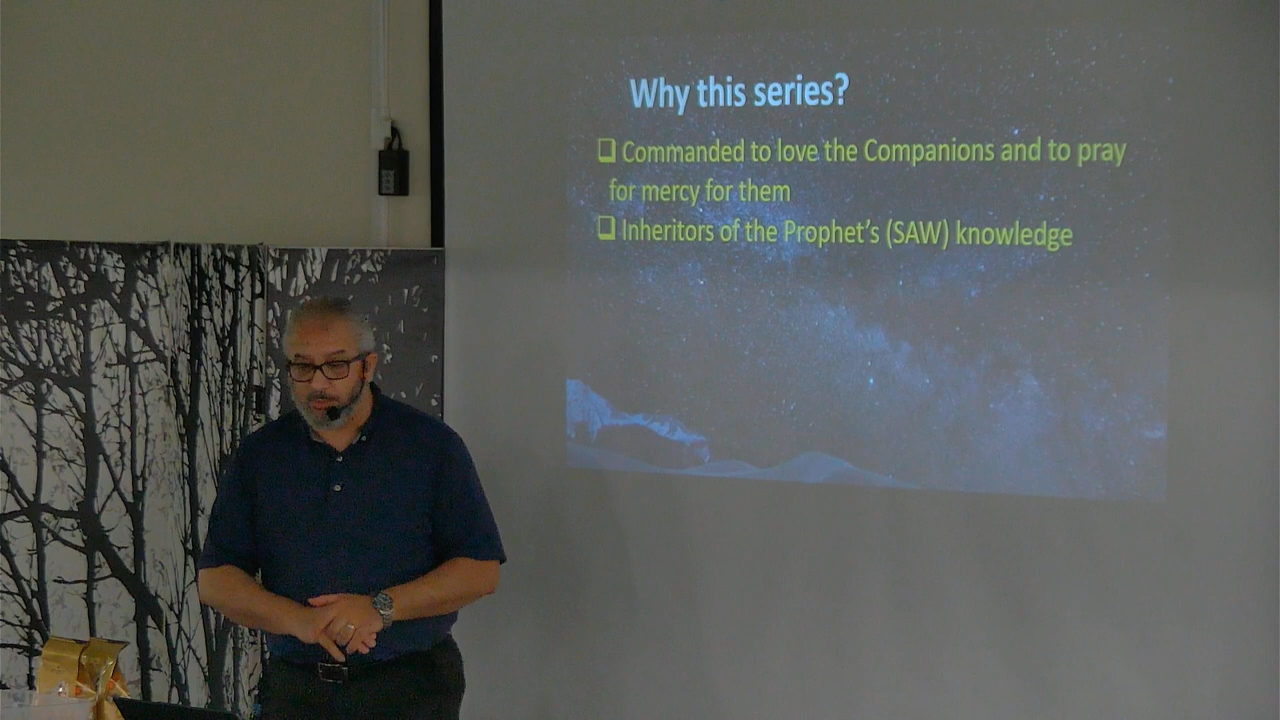 Why this series?
❑ Commanded to love the Companions and to pray
for mercy for them
❑ Inheritors of the Prophet's (SAW) knowledge